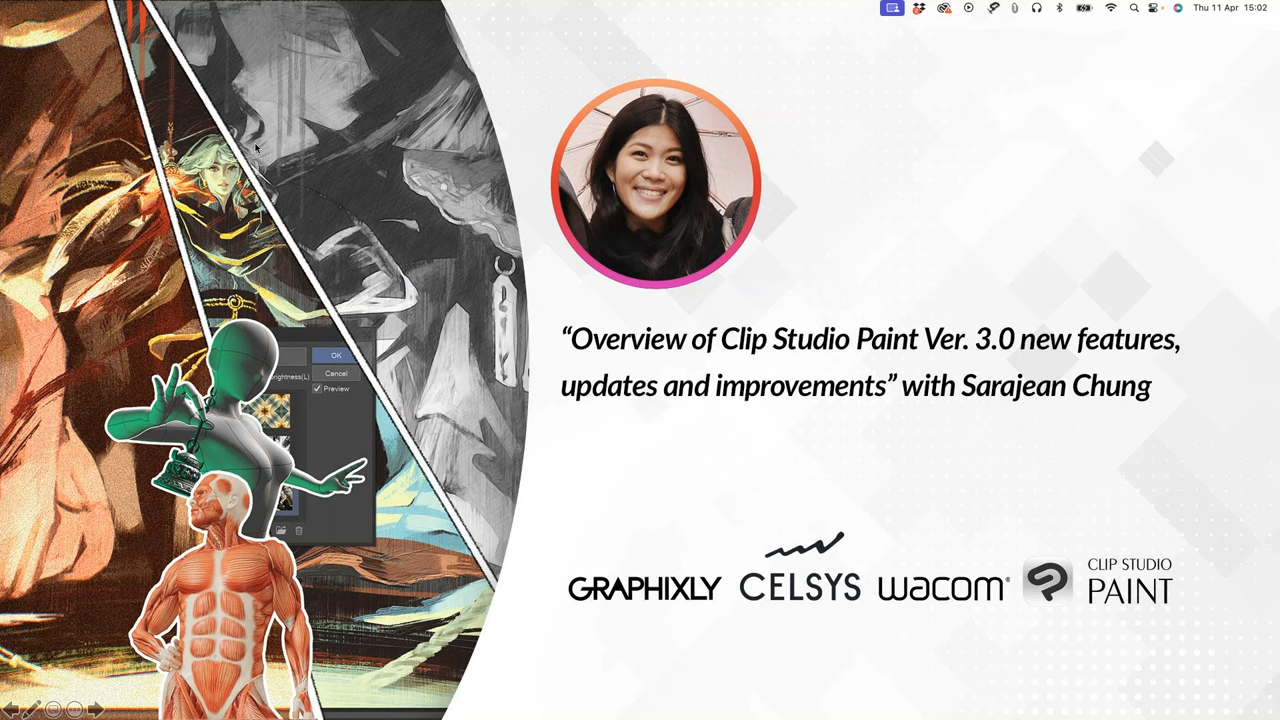 Thu 11 Apr 15:02
“Overview of Clip Studio Paint Ver. 3.0 new features,
updates and improvements” with Sarajean Chung
OK
rightness(L)
Cancel
Preview
GRAPHIXLY
CELSYS
wacom®
CLIP STUDIO
PAINT